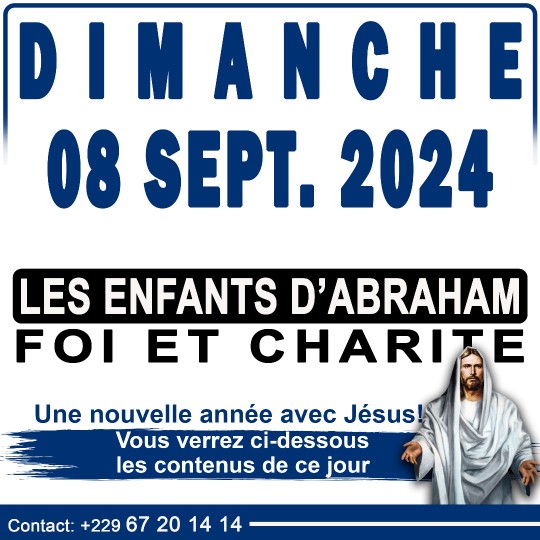 DIMANCHE
08 SEPT. 2024
LES ENFANTS D'ABRAHAM
FOI ET CHARITE
Une nouvelle année avec Jésus!
Vous verrez ci-dessous
les contenus de ce jour
Contact: +229 67 20 14 14